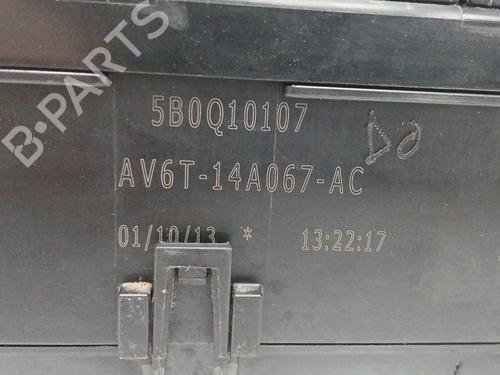 B-PARTS
5B0Q10107
AV6T-14A067-AC
01/10/13 * 13:22:17